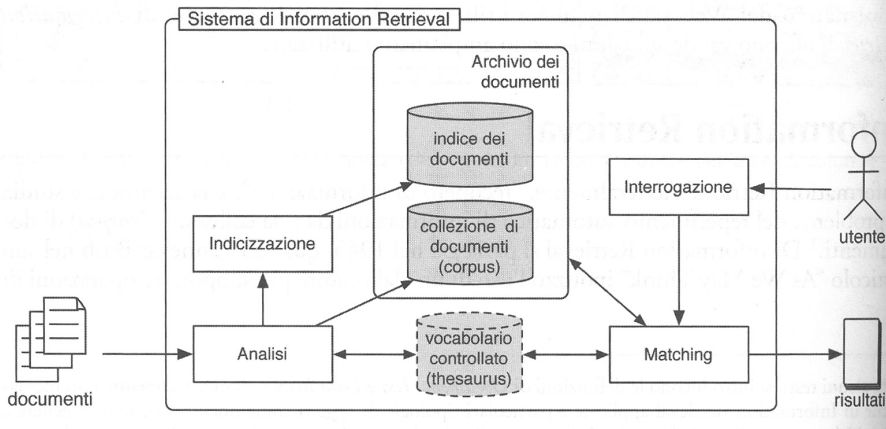 Sistema di Information Retrieval
Archivio dei
documenti
indice dei
documenti
Interrogazione
utente
Indicizzazione
collezione di
documenti
(corpus)
documenti
Analisi
vocabolario
controllato
(thesaurus)
Matching
risultati